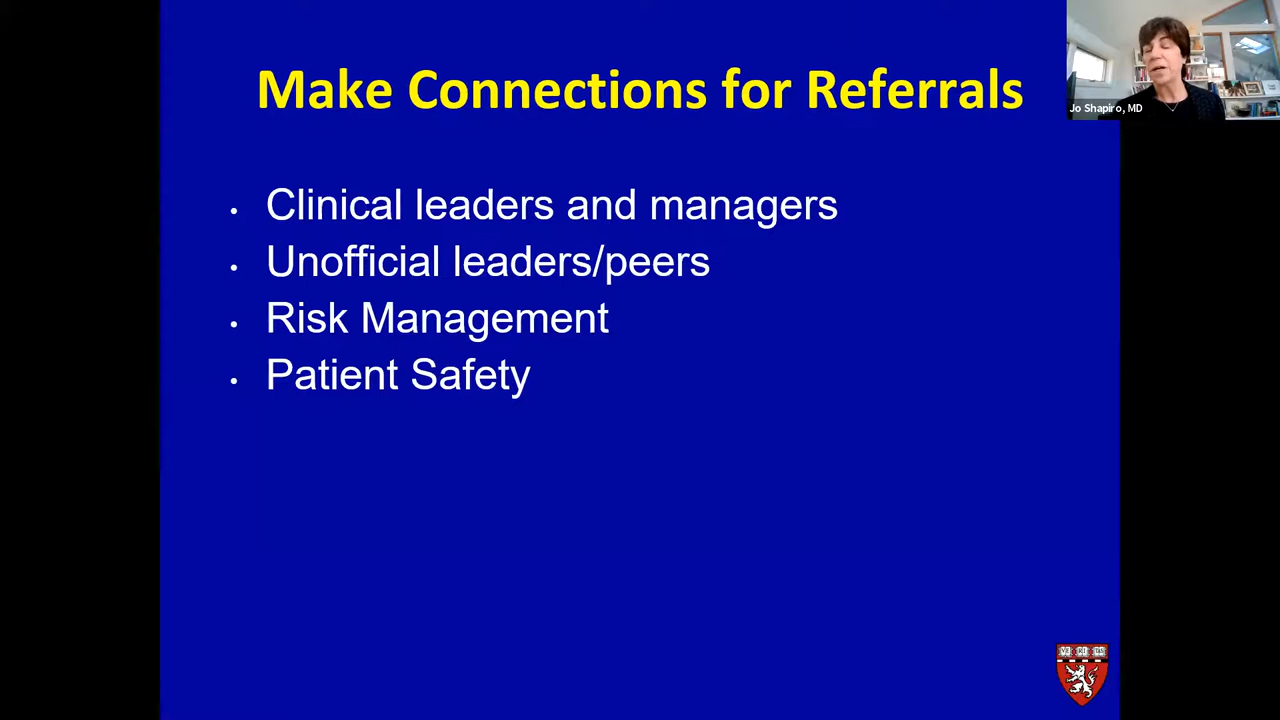 Make Connections for Referrals
Jo Shapiro, MD
• Clinical leaders and managers
• Unofficial leaders/peers
• Risk Management
• Patient Safety